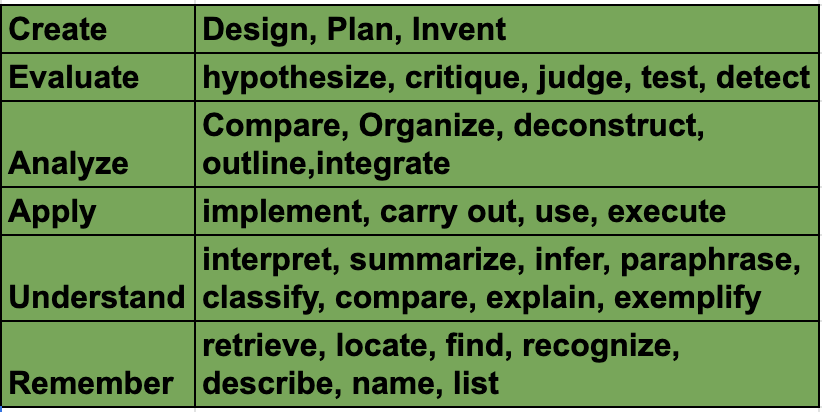 Create
Design, Plan, Invent
Evaluate
hypothesize, critique, judge, test, detect
Analyze
Compare, Organize, deconstruct,
outline,integrate
Apply
implement, carry out, use, execute
Understand
interpret, summarize, infer, paraphrase,
classify, compare, explain, exemplify
Remember
retrieve, locate, find, recognize,
describe, name, list